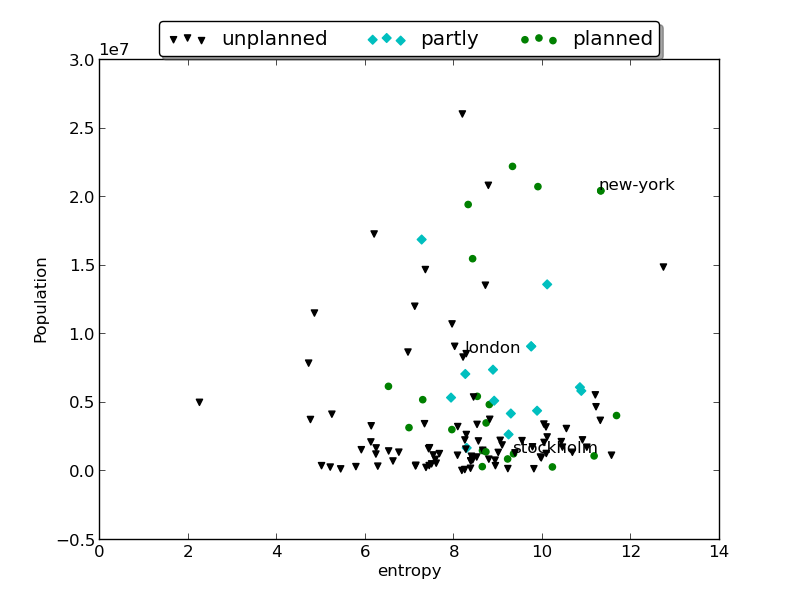 unplanned partly planned
1e7
3.0
2.5
2.0
1.5
1.0
0.5
0.0
−0.5
Population
new-york
london
stockholm
0 2 4 6 8 10 12 14
entropy